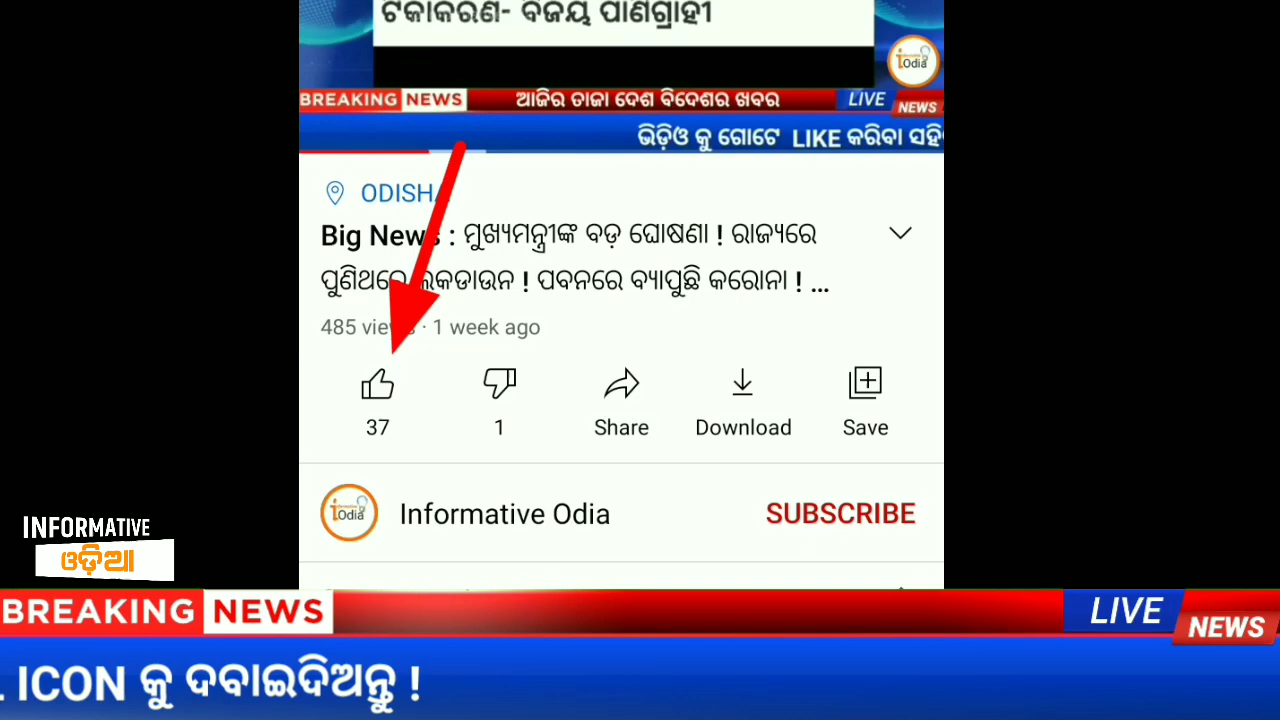 ଟିକାକରଣ- ବିଜୟ ପାଣିଗ୍ରାହୀ
iOdia
BREAKING NEWS ଆଜିର ତାଜା ଦେଶ ବିଦେଶର ଖବର LIVE NEWS
ଭିଡ଼ିଓ କୁ ଗୋଟେ LIKE କରିବା ସହି
ODISHA
Big News : ମୁଖ୍ୟମନ୍ତ୍ରୀଙ୍କ ବଡ଼ ଘୋଷଣା ! ରାଜ୍ୟରେ
ପୁଣିଥରେ ଲକଡାଉନ ! ପବନରେ ବ୍ୟାପୁଛି କରୋନା ! ...
485 views · 1 week ago
37 1 Share Download Save
iOdia Informative Odia SUBSCRIBE
INFORMATIVE
ଓଡ଼ିଆ
BREAKING NEWS LIVE NEWS
ICON କୁ ଦବାଇଦିଅନ୍ତୁ !